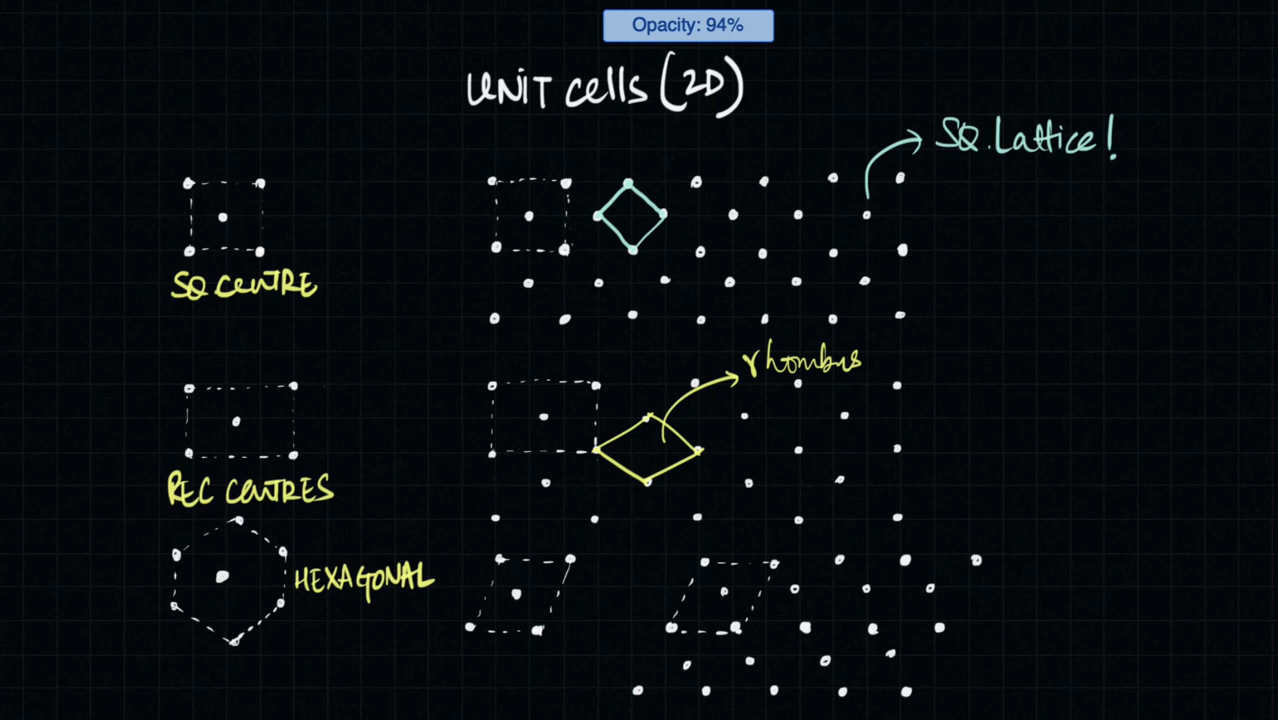 Opacity: 94%
UNIT cells (2D)
SQ. Lattice!
SQ CENTRE
rhombus
REC CENTRES
HEXAGONAL